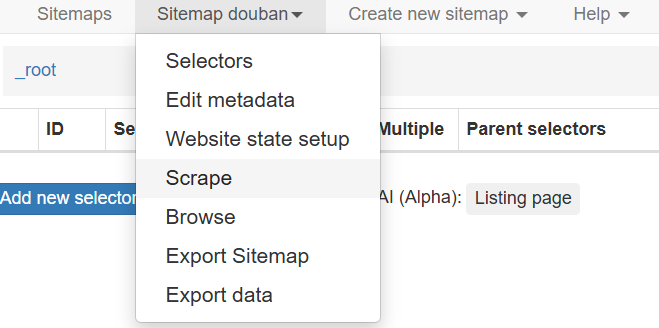 Sitemaps Sitemap douban Create new sitemap Help
_root
ID Se Multiple Parent selectors
Add new selector AI (Alpha): Listing page
Selectors
Edit metadata
Website state setup
Scrape
Browse
Export Sitemap
Export data